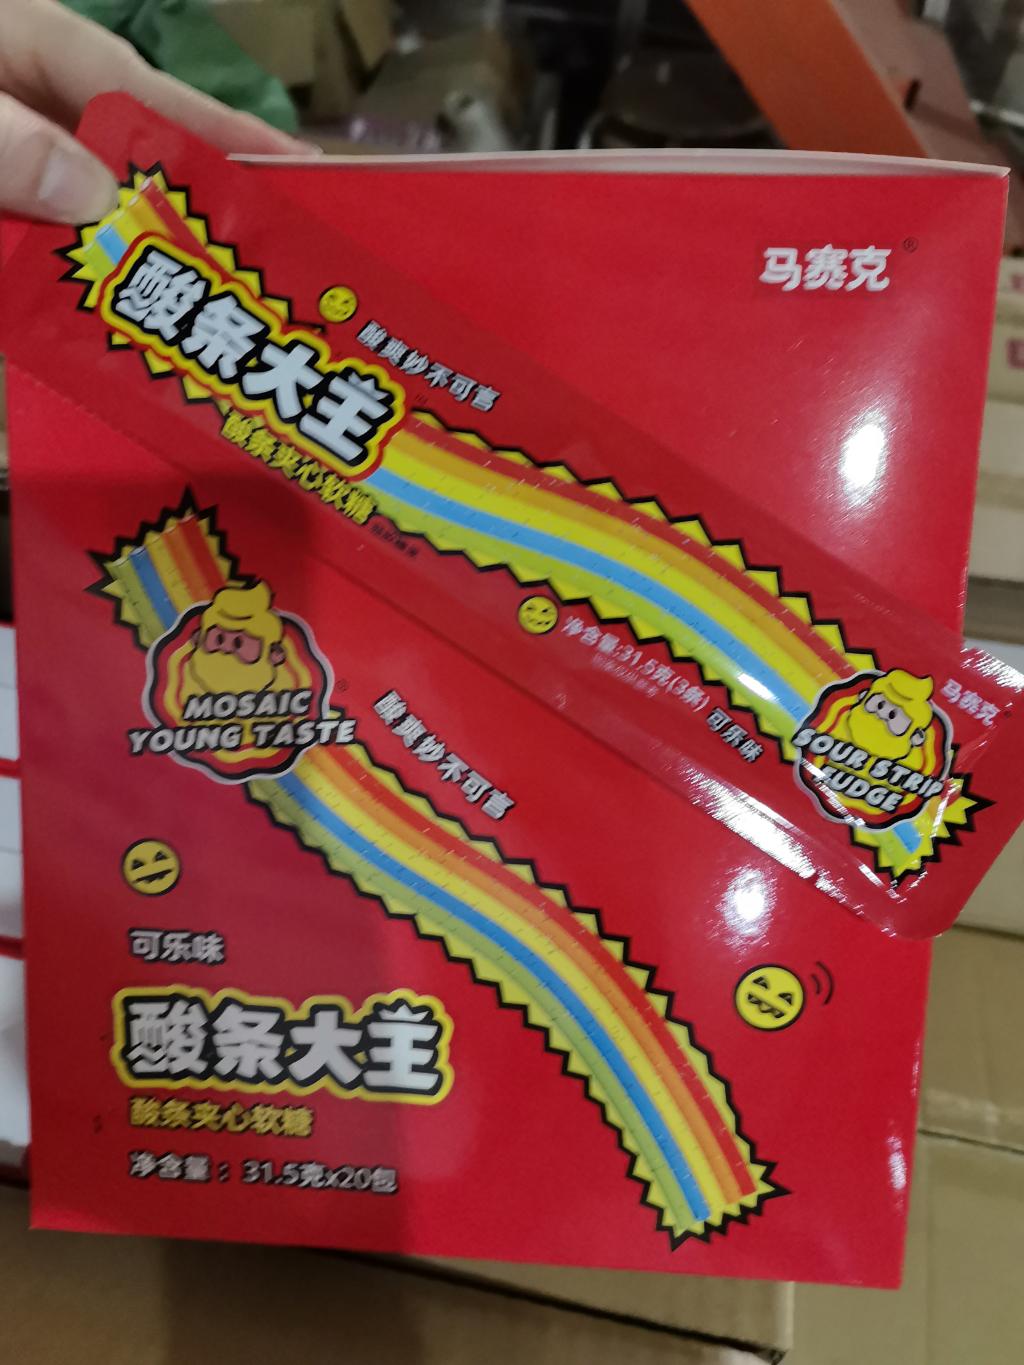 马赛克®
酸条大王
酸爽妙不可言
酸条夹心软糖
净含量:31.5克(3条)
可乐味
马赛克
SOUR STRIP
FUDGE
MOSAIC
YOUNG TASTE
酸爽妙不可言
可乐味
酸条大王
酸条夹心软糖
净含量：31.5克x20包